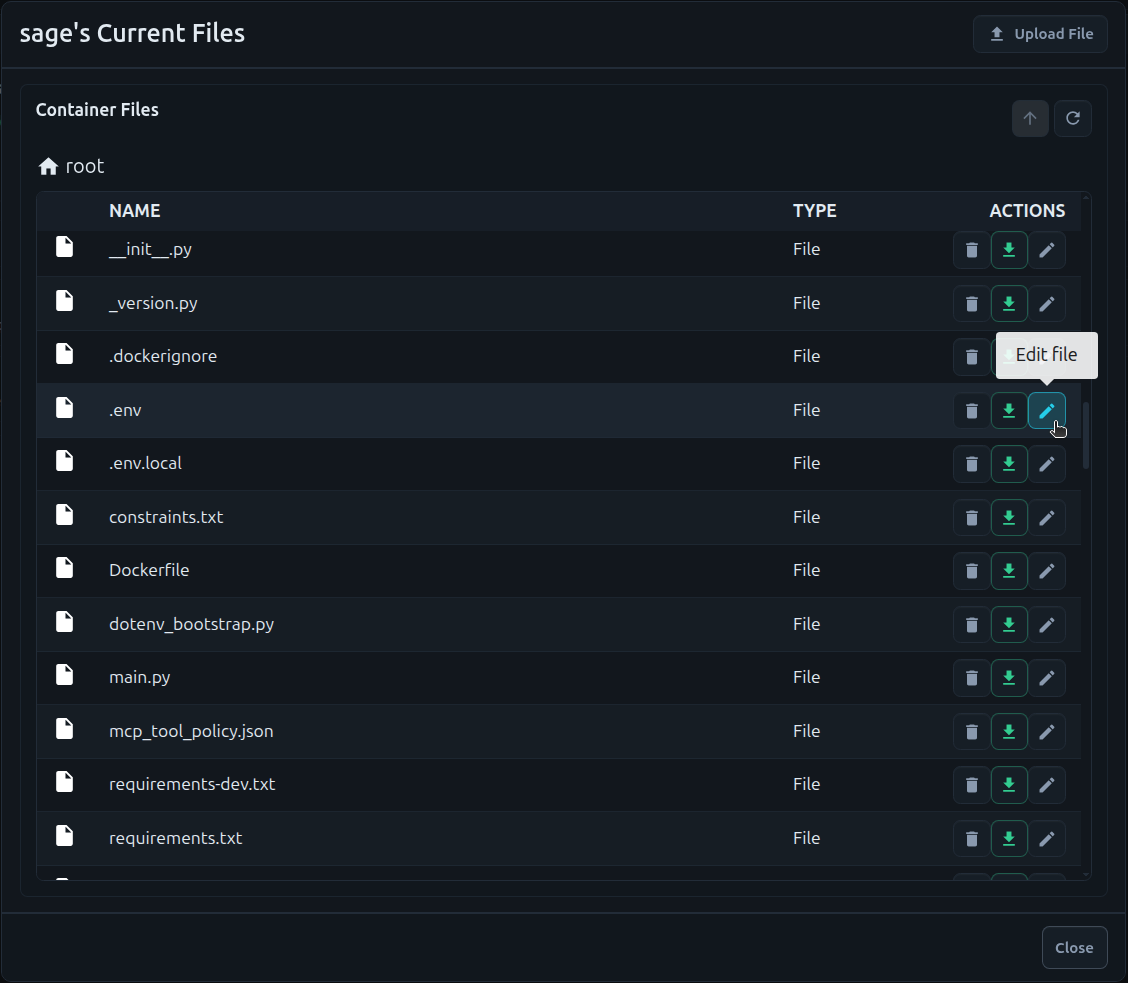 sage's Current Files
Upload File
Container Files
root
NAME TYPE ACTIONS
__init__.py File
_version.py File
.dockerignore File
Edit file
.env File
.env.local File
constraints.txt File
Dockerfile File
dotenv_bootstrap.py File
main.py File
mcp_tool_policy.json File
requirements-dev.txt File
requirements.txt File
Close